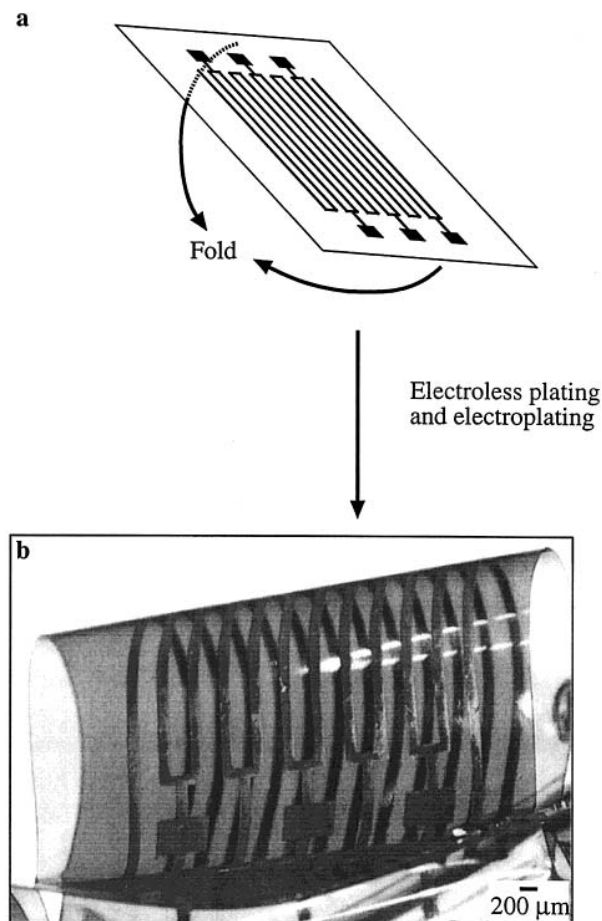 a
Fold
Electroless plating
and electroplating
b
200 μm